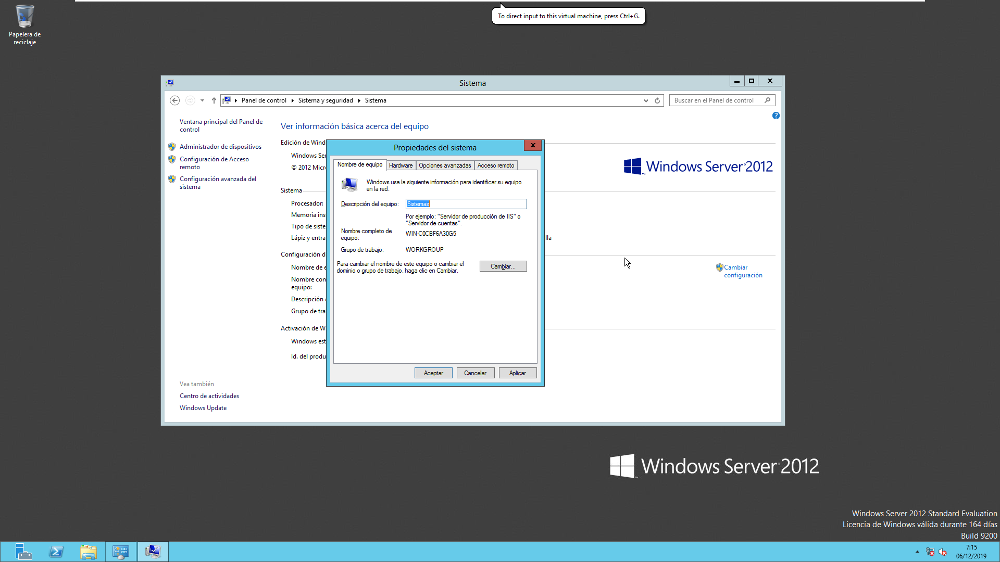 To direct input to this virtual machine, press Ctrl+G.
Papelera de
reciclaje
Sistema
Panel de control
Sistema y seguridad
Sistema
Buscar en el Panel de control
Ventana principal del Panel de
control
Administrador de dispositivos
Configuración de Acceso
remoto
Configuración avanzada del
sistema
Vea también
Centro de actividades
Windows Update
Ver información básica acerca del equipo
Edición de Wind
Windows Ser
© 2012 Micro
Windows Server 2012
Sistema
Procesador:
Memoria ins
Tipo de siste
Lápiz y entra
lla
Configuración d
Nombre de e
Nombre com
equipo:
Descripción
Grupo de tra
Cambiar
configuración
Activación de W
Windows est
Id. del produ
Propiedades del sistema
Nombre de equipo
Hardware
Opciones avanzadas
Acceso remoto
Windows usa la siguiente información para identificar su equipo
en la red.
Descripción del equipo:
Sistemas
Por ejemplo: "Servidor de producción de IIS" o
"Servidor de cuentas".
Nombre completo de
equipo:
WIN-C0CBF6A30G5
Grupo de trabajo:
WORKGROUP
Para cambiar el nombre de este equipo o cambiar el
dominio o grupo de trabajo, haga clic en Cambiar.
Cambiar...
Aceptar
Cancelar
Aplicar
Windows Server 2012
Windows Server 2012 Standard Evaluation
Licencia de Windows válida durante 164 días
Build 9200
7:15
06/12/2019